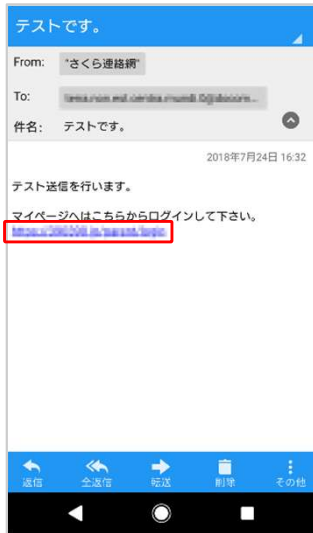 テストです。
From: "さくら連絡網"
To:
件名: テストです。
2018年7月24日 16:32
テスト送信を行います。
マイページへはこちらからログインして下さい。
返信 全返信 転送 削除 その他